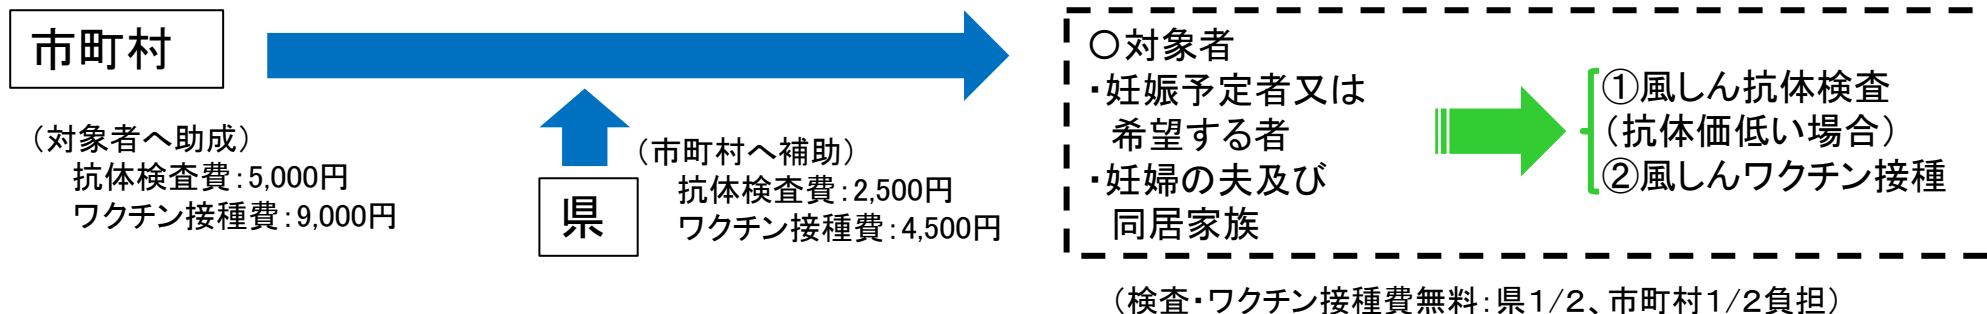 市町村
（対象者へ助成）
抗体検査費：5,000円
ワクチン接種費：9,000円
県
（市町村へ補助）
抗体検査費：2,500円
ワクチン接種費：4,500円
○対象者
・妊娠予定者又は
希望する者
・妊婦の夫及び
同居家族
①風しん抗体検査
（抗体価低い場合）
②風しんワクチン接種
（検査・ワクチン接種費無料：県１/２、市町村１/２負担）